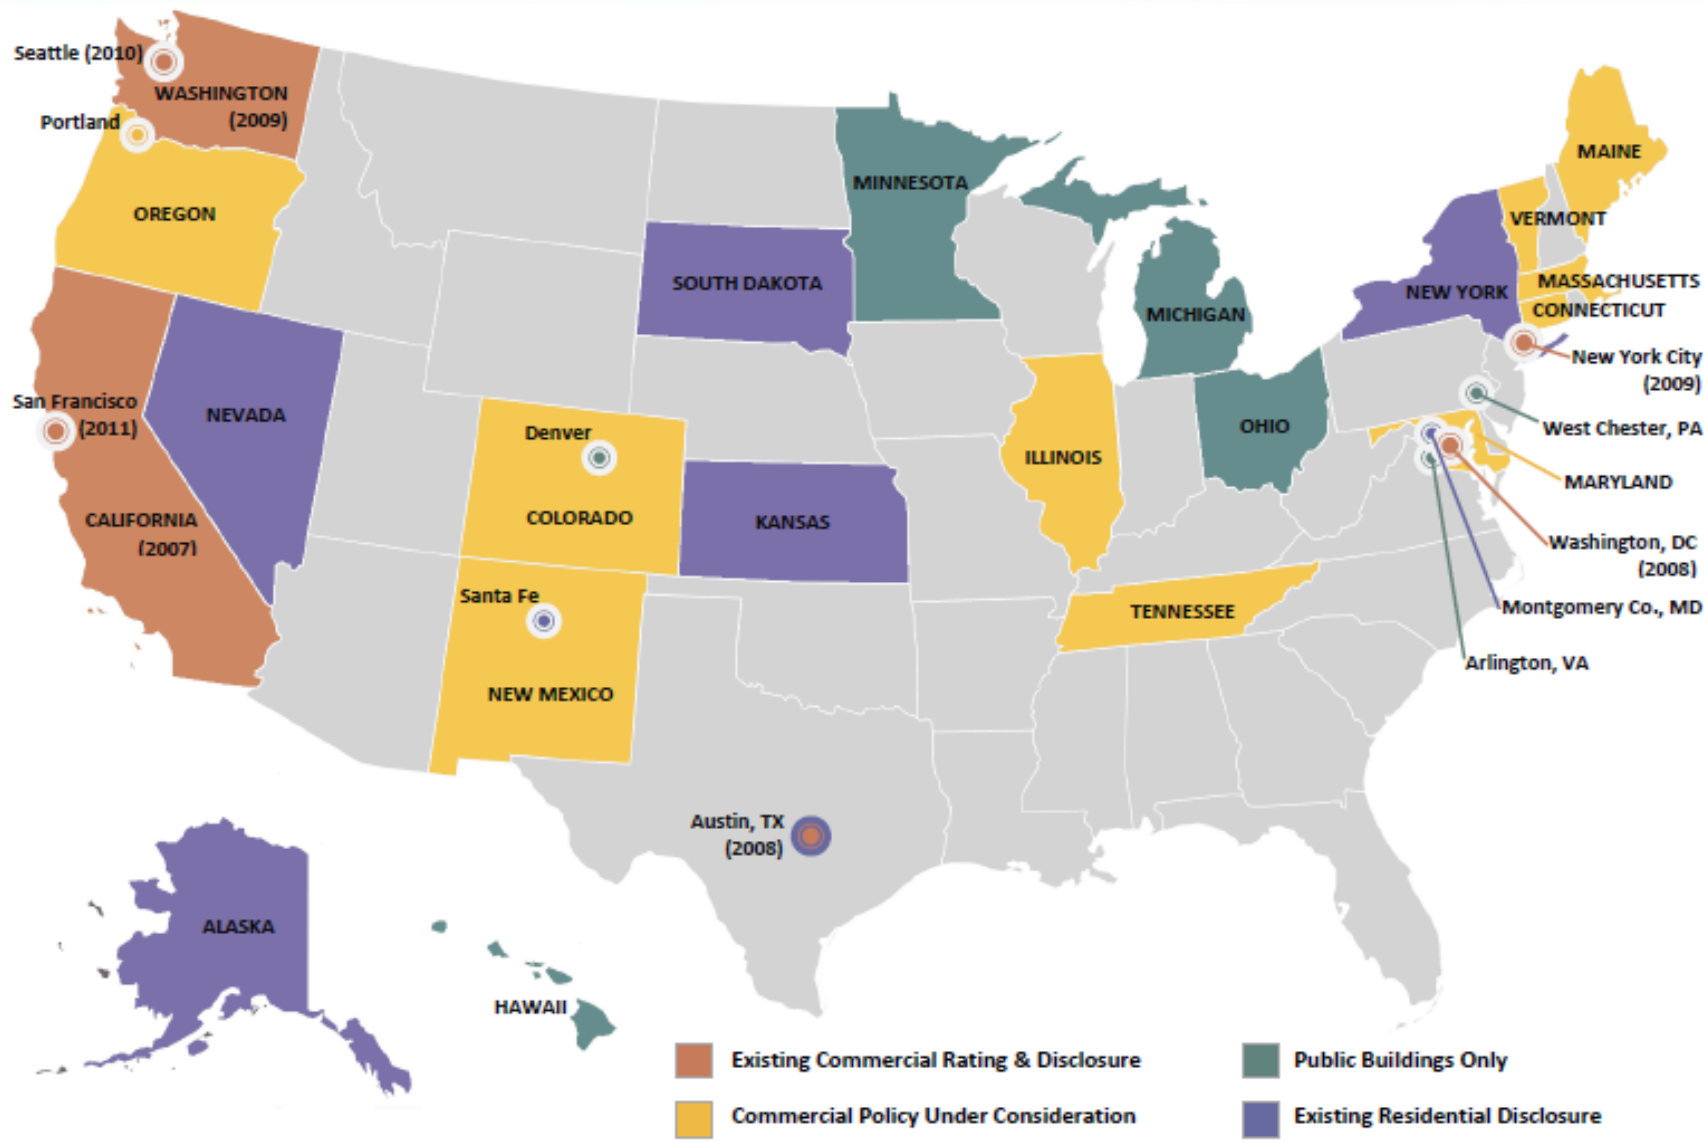 Seattle (2010)
WASHINGTON
(2009)
Portland
OREGON
San Francisco
(2011)
NEVADA
CALIFORNIA
(2007)
SOUTH DAKOTA
MINNESOTA
MICHIGAN
Denver
COLORADO
KANSAS
ILLINOIS
OHIO
Santa Fe
NEW MEXICO
TENNESSEE
Austin, TX
(2008)
MAINE
VERMONT
MASSACHUSETTS
NEW YORK
CONNECTICUT
New York City
(2009)
West Chester, PA
MARYLAND
Washington, DC
(2008)
Montgomery Co., MD
Arlington, VA
ALASKA
HAWAII
Existing Commercial Rating & Disclosure
Public Buildings Only
Commercial Policy Under Consideration
Existing Residential Disclosure